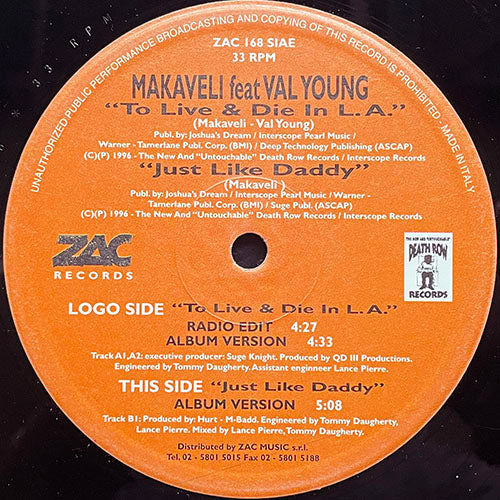 UNAUTHORIZED PUBLIC PERFORMANCE BROADCASTING AND COPYING OF THIS RECORD IS PROHIBITED · MADE IN ITALY
ZAC 168 SIAE
33 RPM
33 RPM
MAKAVELI feat VAL YOUNG
“To Live & Die In L.A.”
(Makaveli - Val Young)
Publ. by: Joshua's Dream / Interscope Pearl Music /
Warner - Tamerlane Publ. Corp. (BMI) / Deep Technology Publishing (ASCAP)
(C)(P) 1996 - The New And “Untouchable” Death Row Records / Interscope Records
“Just Like Daddy”
(Makaveli )
Publ. by: Joshua's Dream / Interscope Pearl Music / Warner -
Tamerlane Publ. Corp. (BMI) / Suge Publ. (ASCAP)
(C)(P) 1996 - The New And “Untouchable” Death Row Records / Interscope Records
ZAC
RECORDS
THE NEW AND “UNTOUCHABLE”
DEATH ROW
RECORDS
LOGO SIDE “To Live & Die In L.A.”
RADIO EDIT 4:27
ALBUM VERSION 4:33
Track A1,A2: executive producer: Suge Knight. Produced by QD III Productions.
Engineered by Tommy Daugherty. Assistant enginneer Lance Pierre.
THIS SIDE “Just Like Daddy”
ALBUM VERSION 5:08
Track B1: Produced by: Hurt - M-Badd. Engineered by Tommy Daugherty,
Lance Pierre. Mixed by Lance Pierre, Tommy Daugherty.
Distributed by ZAC MUSIC s.r.l.
Tel. 02 - 5801 5015 Fax 02 - 5801 5188